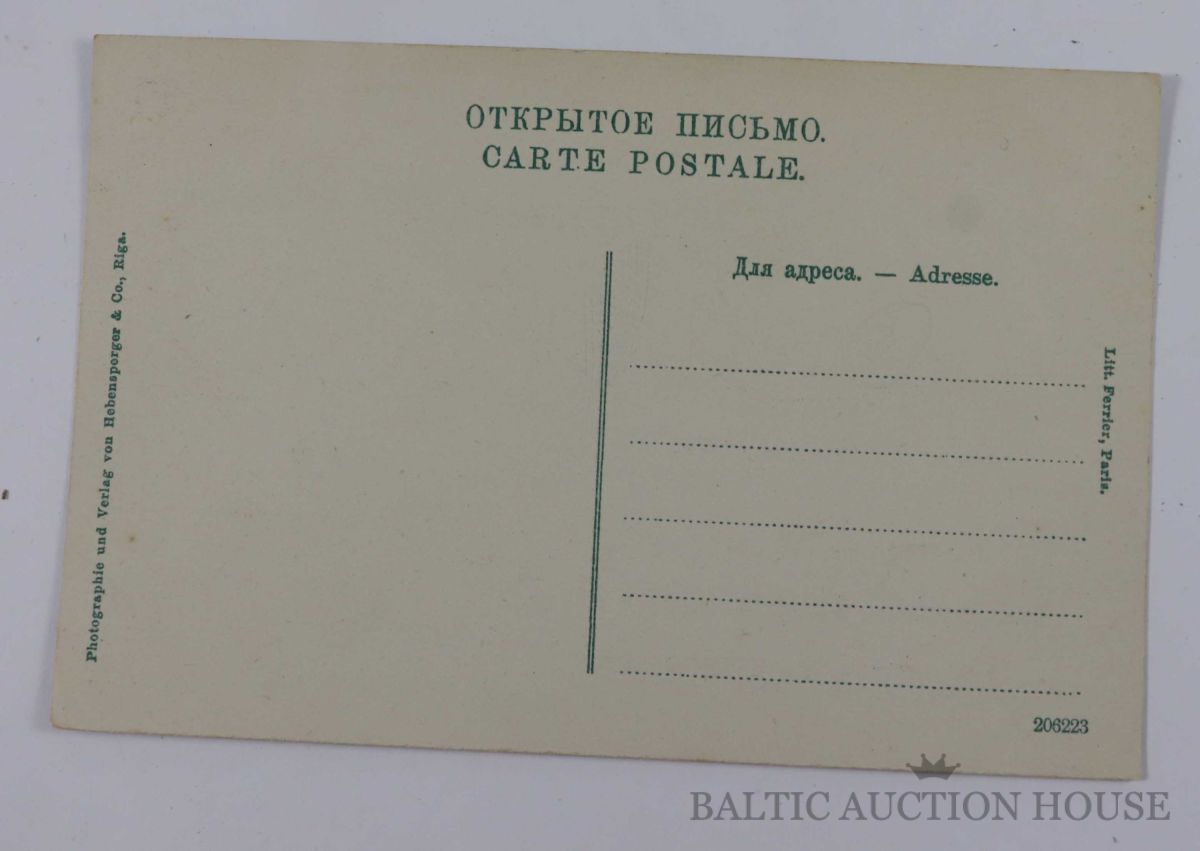 ОТКРЫТОЕ ПИСЬМО.
CARTE POSTALE.
Photographie und Verlag von Hebensperger & Co., Riga.
Для адреса. — Adresse.
Litt. Ferrier, Paris.
206223
BALTIC AUCTION HOUSE